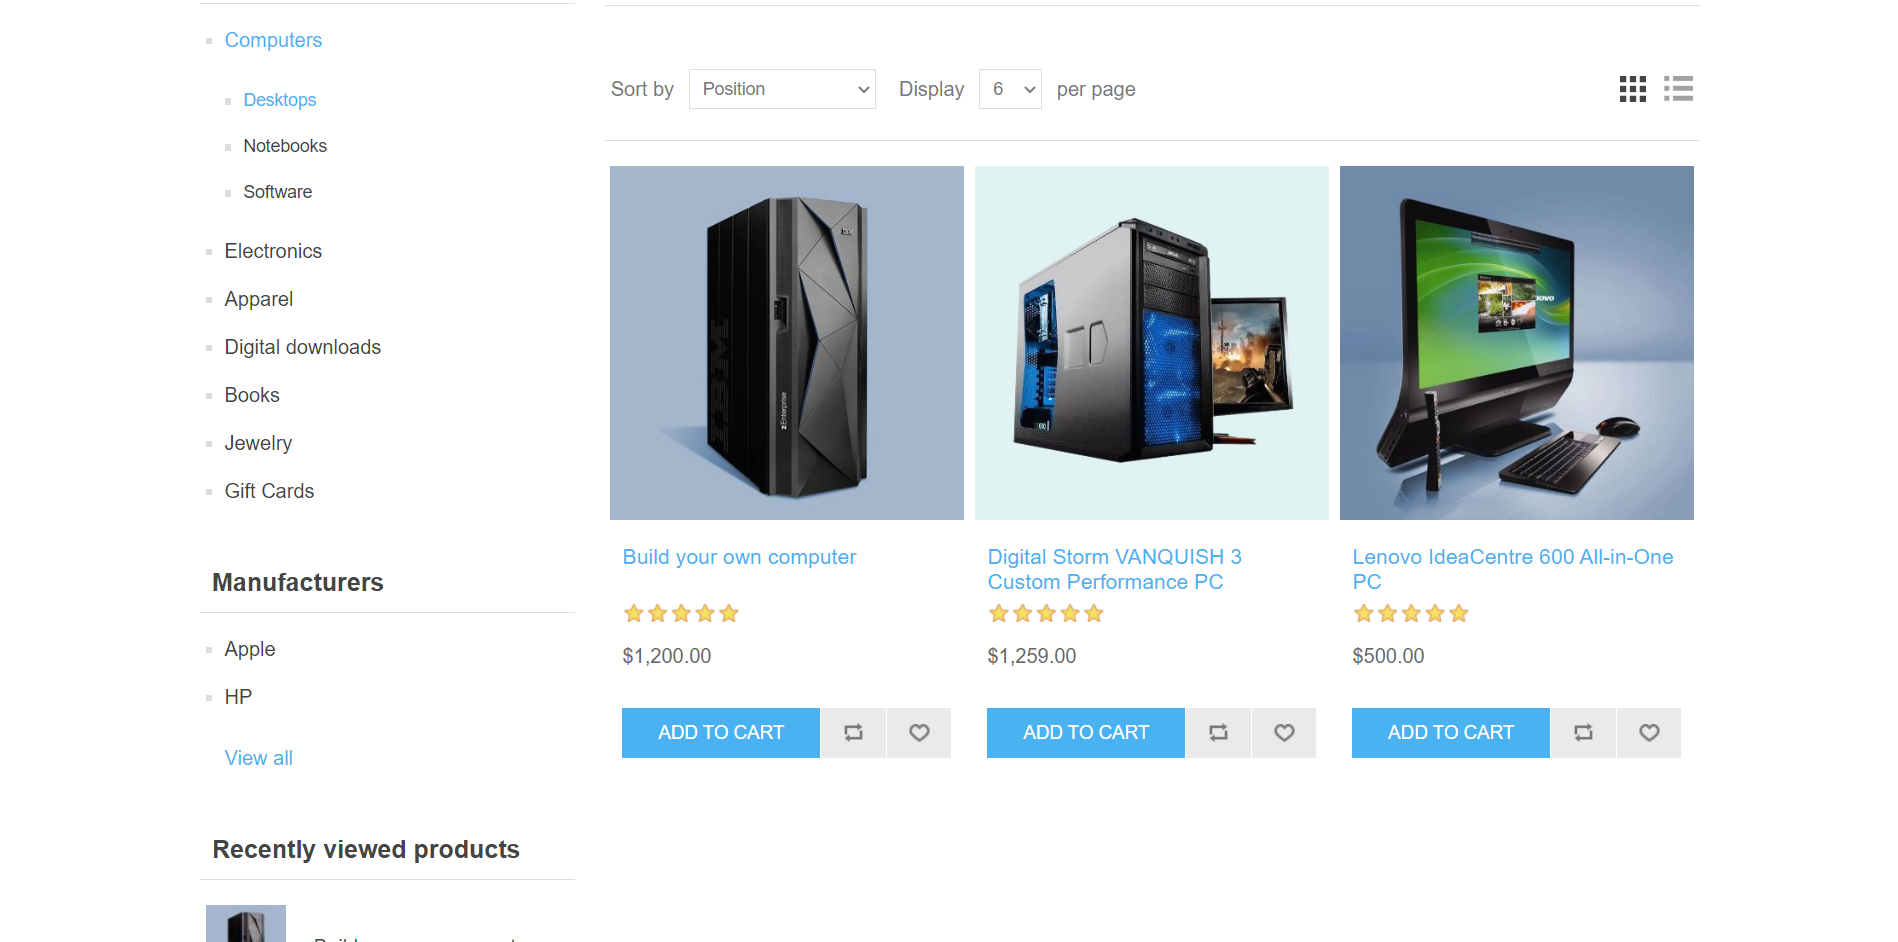 Computers
Desktops
Notebooks
Software
Electronics
Apparel
Digital downloads
Books
Jewelry
Gift Cards
Manufacturers
Apple
HP
View all
Recently viewed products
Sort by Position Display 6 per page
IBM
zEnterprise
Build your own computer
$1,200.00
ADD TO CART
Digital Storm VANQUISH 3
Custom Performance PC
$1,259.00
ADD TO CART
Lenovo IdeaCentre 600 All-in-One
PC
$500.00
ADD TO CART